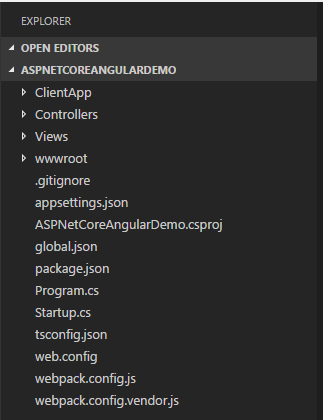 EXPLORER
OPEN EDITORS
ASPNETCOREANGULARDEMO
ClientApp
Controllers
Views
wwwroot
.gitignore
appsettings.json
ASPNetCoreAngularDemo.csproj
global.json
package.json
Program.cs
Startup.cs
tsconfig.json
web.config
webpack.config.js
webpack.config.vendor.js